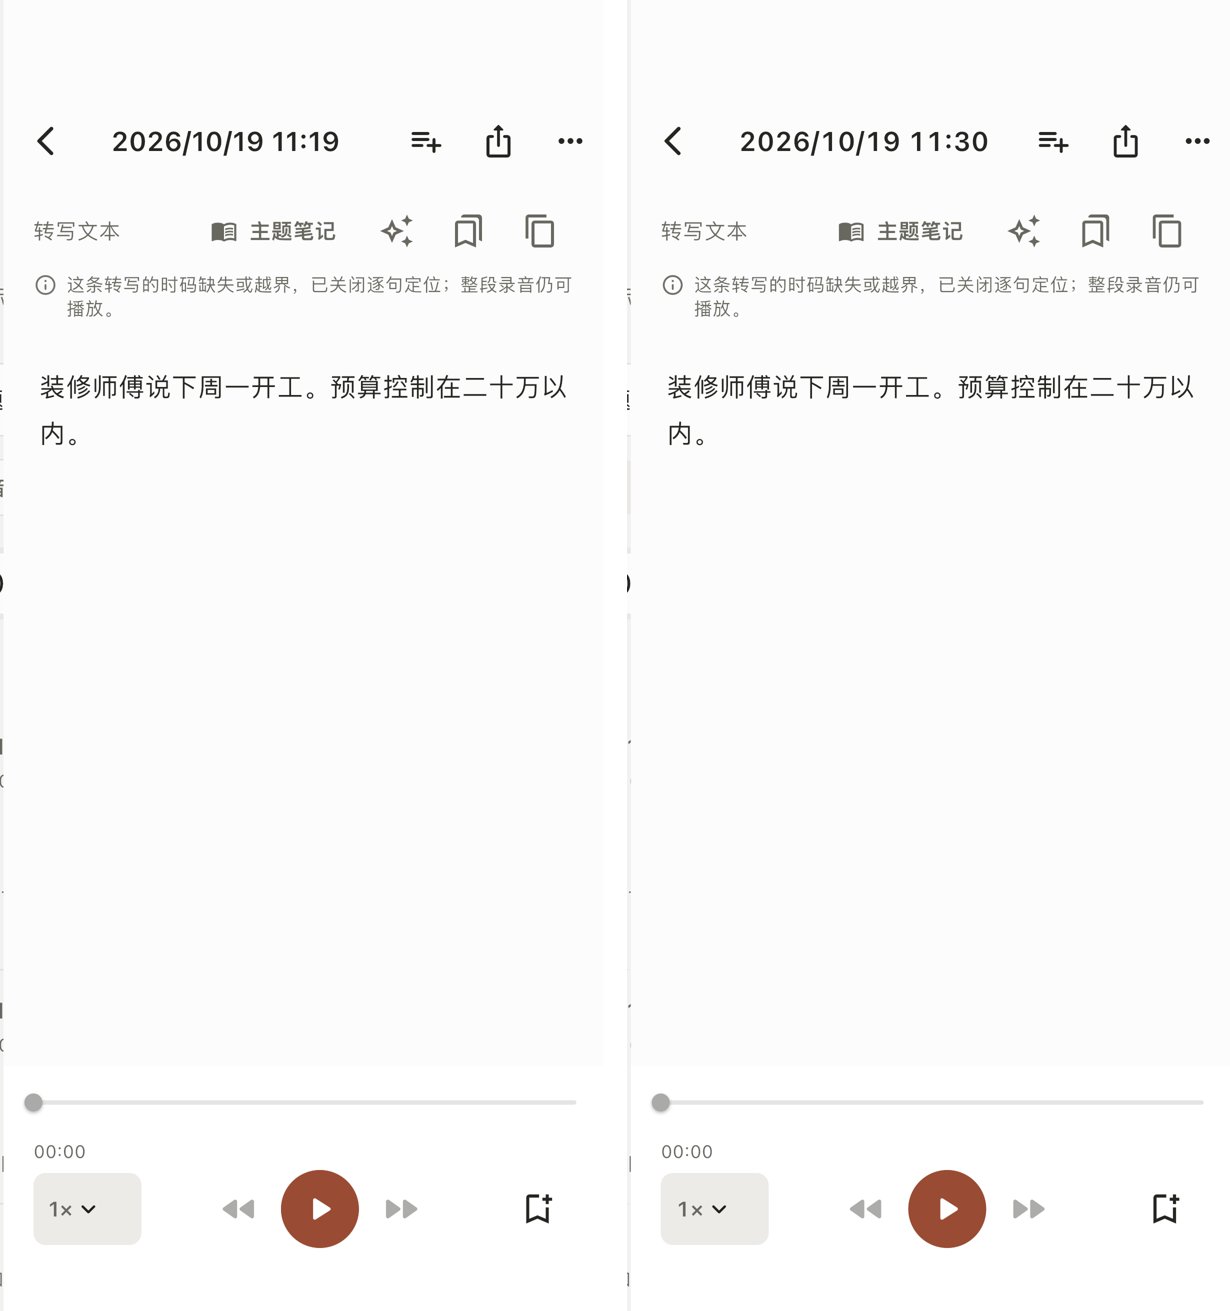 2026/10/19 11:19
转写文本
主题笔记
这条转写的时码缺失或越界，已关闭逐句定位；整段录音仍可
播放。
装修师傅说下周一开工。预算控制在二十万以
内。
00:00
1×
2026/10/19 11:30
转写文本
主题笔记
这条转写的时码缺失或越界，已关闭逐句定位；整段录音仍可
播放。
装修师傅说下周一开工。预算控制在二十万以
内。
00:00
1×